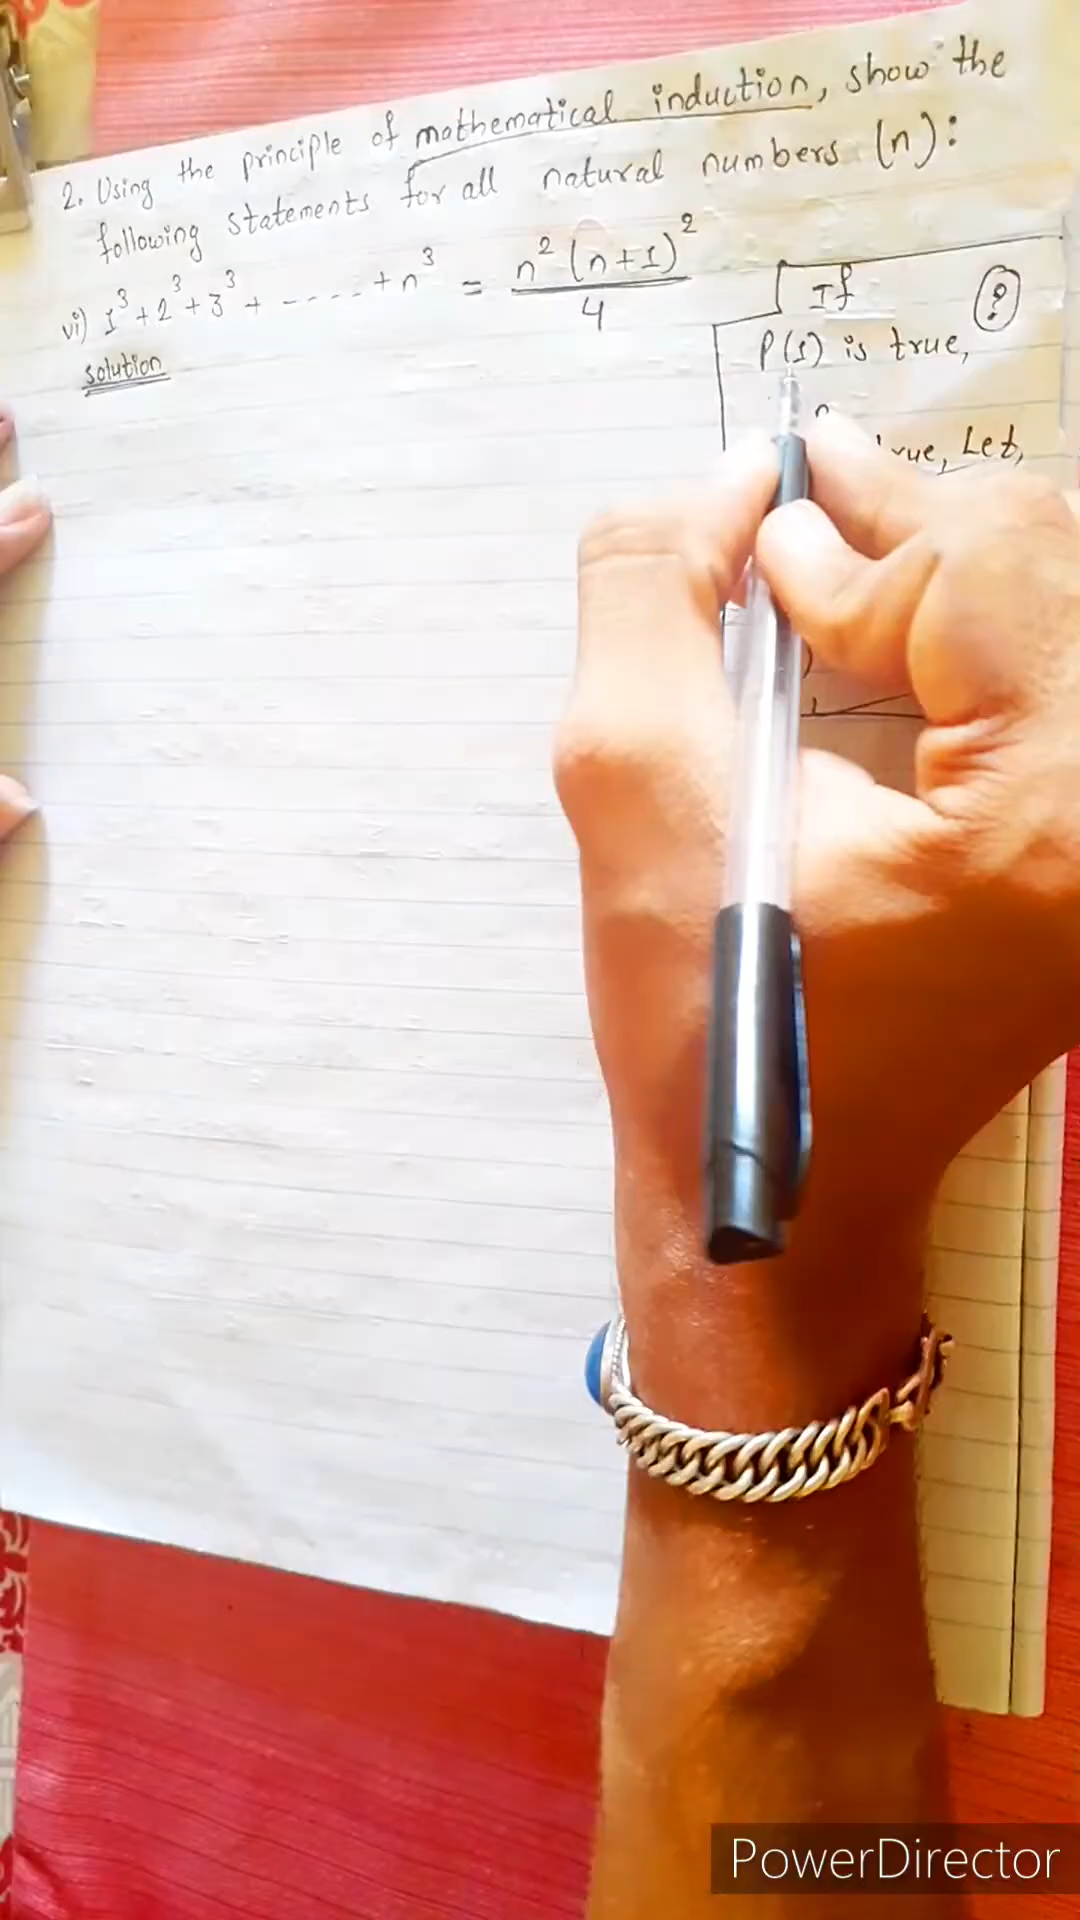 2. Using the principle of mathematical induction, show the
following statements for all natural numbers (n):
vi) 1³ + 2³ + 3³ + ----- + n³ = n² (n+1)² / 4
solution
If
?
P(1) is true,
Let,
PowerDirector